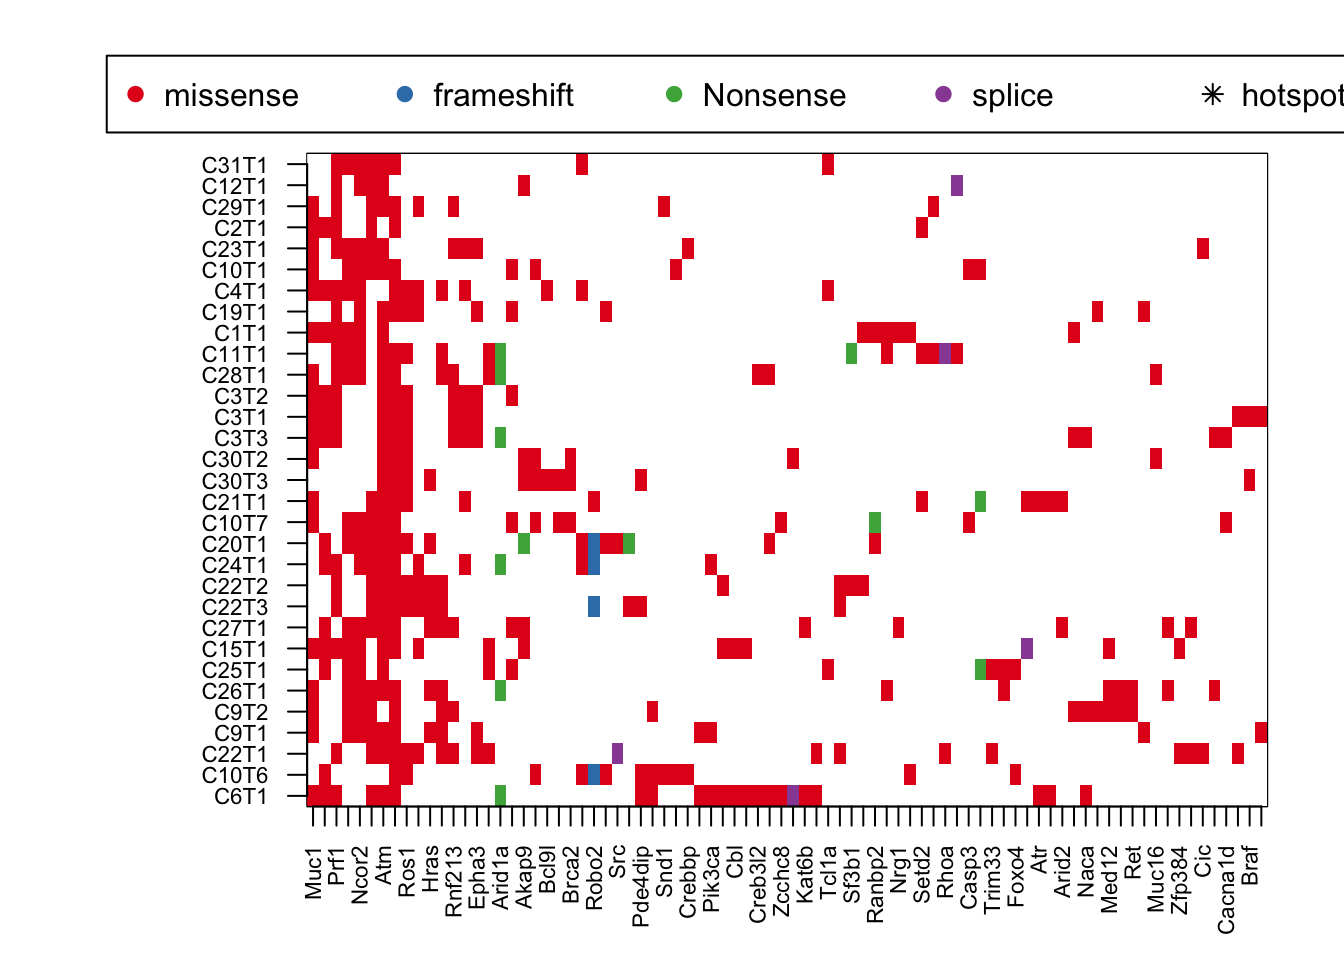 missense frameshift Nonsense splice hotspot
C31T1
C12T1
C29T1
C2T1
C23T1
C10T1
C4T1
C19T1
C1T1
C11T1
C28T1
C3T2
C3T1
C3T3
C30T2
C30T3
C21T1
C10T7
C20T1
C24T1
C22T2
C22T3
C27T1
C15T1
C25T1
C26T1
C9T2
C9T1
C22T1
C10T6
C6T1
Muc1
Prf1
Ncor2
Atm
Ros1
Hras
Rnf213
Epha3
Arid1a
Akap9
Bcl9l
Brca2
Robo2
Src
Pde4dip
Snd1
Crebbp
Pik3ca
Cbl
Creb3l2
Zcchc8
Kat6b
Tcl1a
Sf3b1
Ranbp2
Nrg1
Setd2
Rhoa
Casp3
Trim33
Foxo4
Atr
Arid2
Naca
Med12
Ret
Muc16
Zfp384
Cic
Cacna1d
Braf